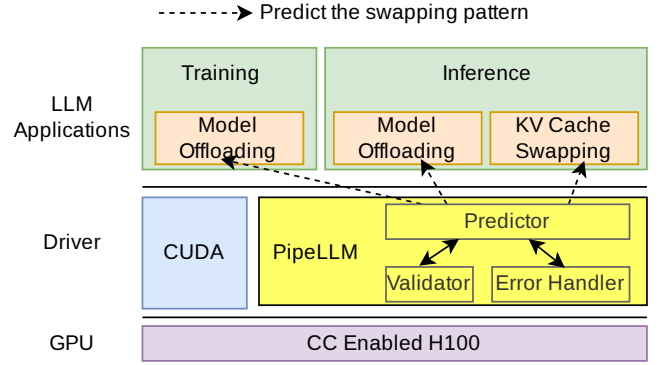 Predict the swapping pattern
Training
Inference
LLM
Applications
Model
Offloading
Model
Offloading
KV Cache
Swapping
Driver
CUDA
PipeLLM
Predictor
Validator
Error Handler
GPU
CC Enabled H100